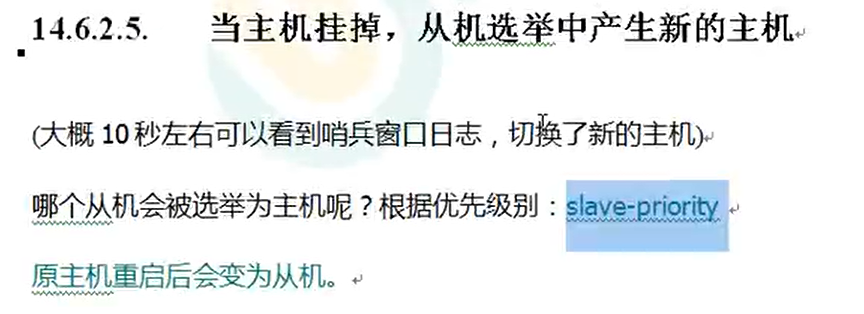 14.6.2.5. 当主机挂掉，从机选举中产生新的主机
(大概 10 秒左右可以看到哨兵窗口日志，切换了新的主机)
哪个从机会被选举为主机呢？根据优先级别：slave-priority
原主机重启后会变为从机。